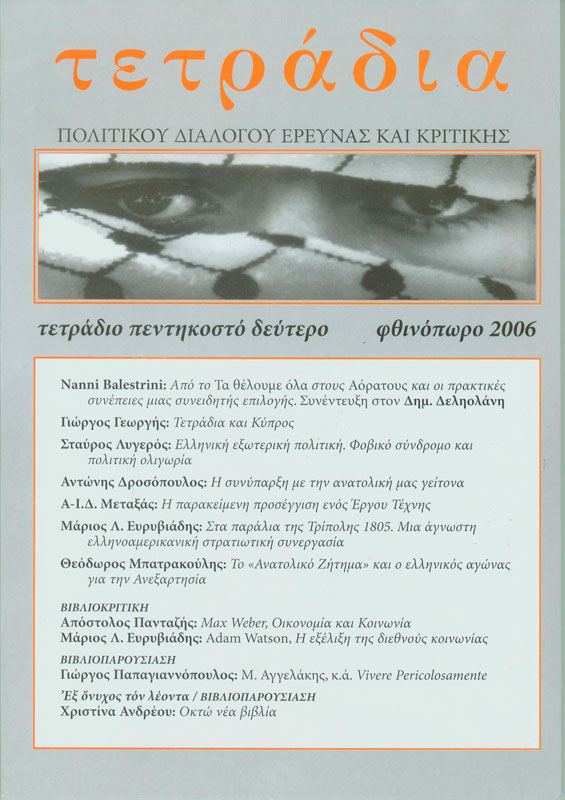 τετράδια
ΠΟΛΙΤΙΚΟΥ ΔΙΑΛΟΓΟΥ ΕΡΕΥΝΑΣ ΚΑΙ ΚΡΙΤΙΚΗΣ
τετράδιο πεντηκοστό δεύτερο φθινόπωρο 2006
Nanni Balestrini: Από το Τα θέλουμε όλα στους Αόρατους και οι πρακτικές
συνέπειες μιας συνειδητής επιλογής. Συνέντευξη στον Δημ. Δεληολάνη
Γιώργος Γεωργής: Τετράδια και Κύπρος
Σταύρος Λυγερός: Ελληνική εξωτερική πολιτική. Φοβικό σύνδρομο και
πολιτική ολιγωρία
Αντώνης Δροσόπουλος: Η συνύπαρξη με την ανατολική μας γείτονα
Α-Ι.Δ. Μεταξάς: Η παρακείμενη προσέγγιση ενός Έργου Τέχνης
Μάριος Λ. Ευρυβιάδης: Στα παράλια της Τρίπολης 1805. Μια άγνωστη
ελληνοαμερικανική στρατιωτική συνεργασία
Θεόδωρος Μπατρακούλης: Το «Ανατολικό Ζήτημα» και ο ελληνικός αγώνας
για την Ανεξαρτησία
ΒΙΒΛΙΟΚΡΙΤΙΚΗ
Απόστολος Πανταζής: Max Weber, Οικονομία και Κοινωνία
Μάριος Λ. Ευρυβιάδης: Adam Watson, Η εξέλιξη της διεθνούς κοινωνίας
ΒΙΒΛΙΟΠΑΡΟΥΣΙΑΣΗ
Γιώργος Παπαγιαννόπουλος: Μ. Αγγελάκης, κ.ά. Vivere Pericolosamente
Ἐξ ὄνυχος τόν λέοντα / ΒΙΒΛΙΟΠΑΡΟΥΣΙΑΣΗ
Χριστίνα Ανδρέου: Οκτώ νέα βιβλία